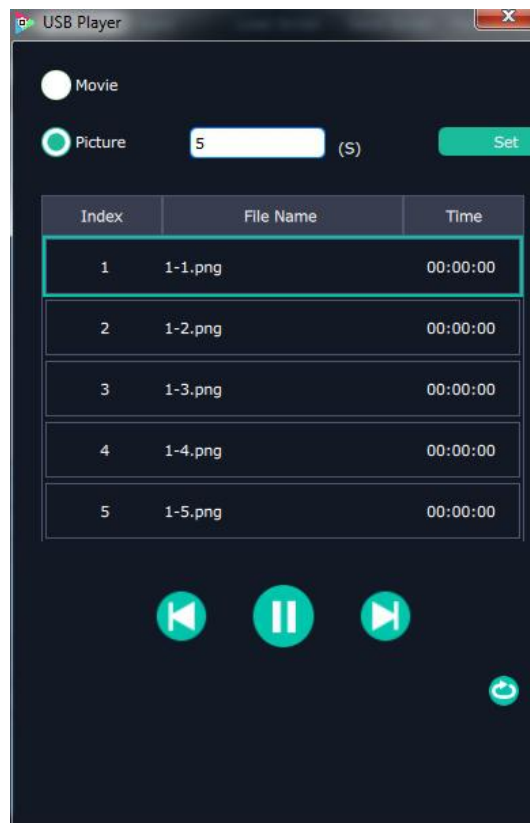 USB Player
Movie
Picture 5 (S) Set
Index File Name Time
1 1-1.png 00:00:00
2 1-2.png 00:00:00
3 1-3.png 00:00:00
4 1-4.png 00:00:00
5 1-5.png 00:00:00